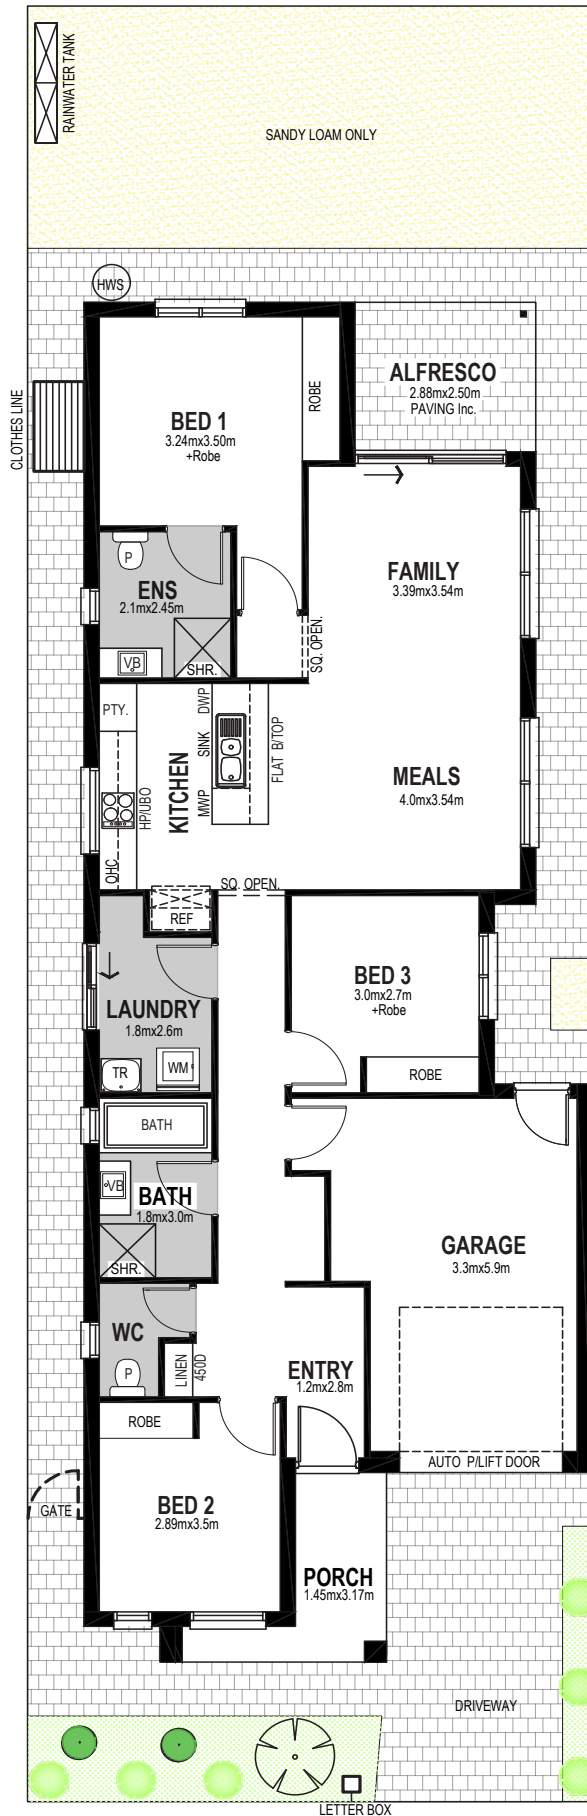 RAINWATER TANK
SANDY LOAM ONLY
HWS
CLOTHES LINE
BED 1
3.24mx3.50m
+Robe
ROBE
ALFRESCO
2.88mx2.50m
PAVING Inc.
P
ENS
2.1mx2.45m
VB
SHR.
SQ. OPEN.
FAMILY
3.39mx3.54m
PTY.
DWP
SINK
MWP
FLAT B/TOP
KITCHEN
HP/UBO
OHC
MEALS
4.0mx3.54m
SQ. OPEN.
REF
LAUNDRY
1.8mx2.6m
TR
WM
BED 3
3.0mx2.7m
+Robe
ROBE
BATH
VB
BATH
1.8mx3.0m
SHR.
GARAGE
3.3mx5.9m
WC
P
LINEN
450D
ENTRY
1.2mx2.8m
ROBE
AUTO P/LIFT DOOR
GATE
BED 2
2.89mx3.5m
PORCH
1.45mx3.17m
DRIVEWAY
LETTER BOX